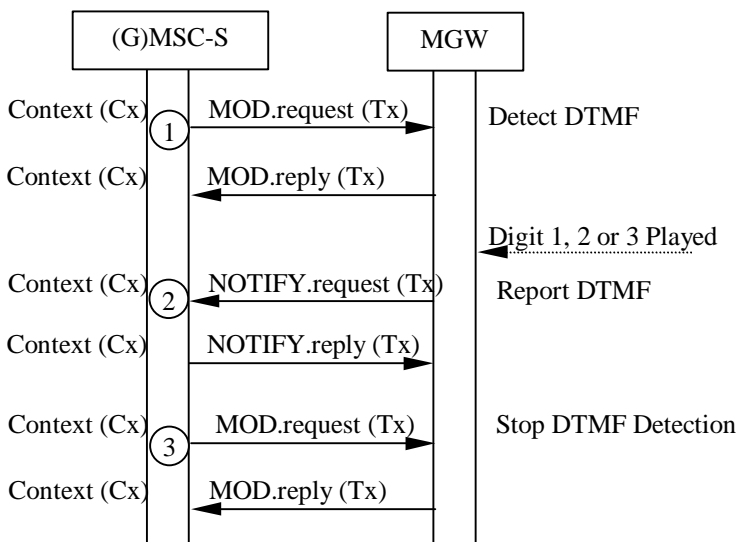 (G)MSC-S MGW
Context (Cx) MOD.request (Tx) Detect DTMF
1
Context (Cx) MOD.reply (Tx)
Digit 1, 2 or 3 Played
Context (Cx) NOTIFY.request (Tx) Report DTMF
2
Context (Cx) NOTIFY.reply (Tx)
Context (Cx) MOD.request (Tx) Stop DTMF Detection
3
Context (Cx) MOD.reply (Tx)